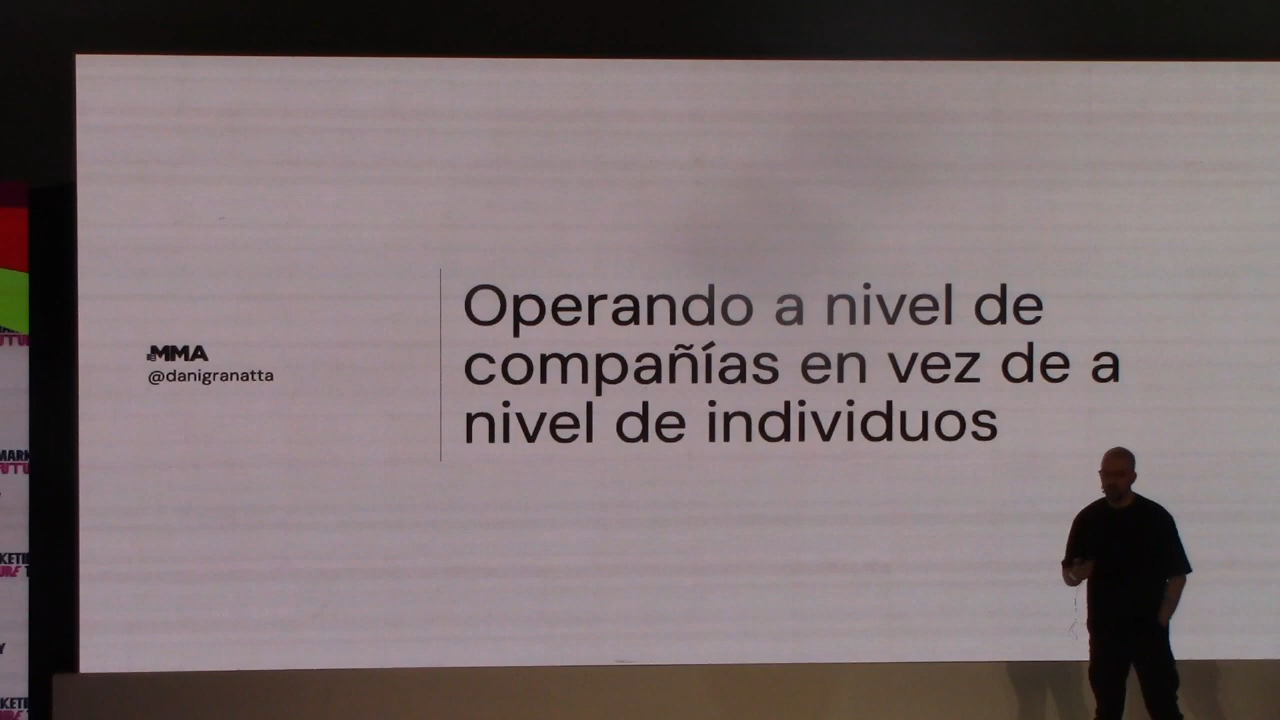 MMA
@danigranatta
Operando a nivel de
compañías en vez de a
nivel de individuos